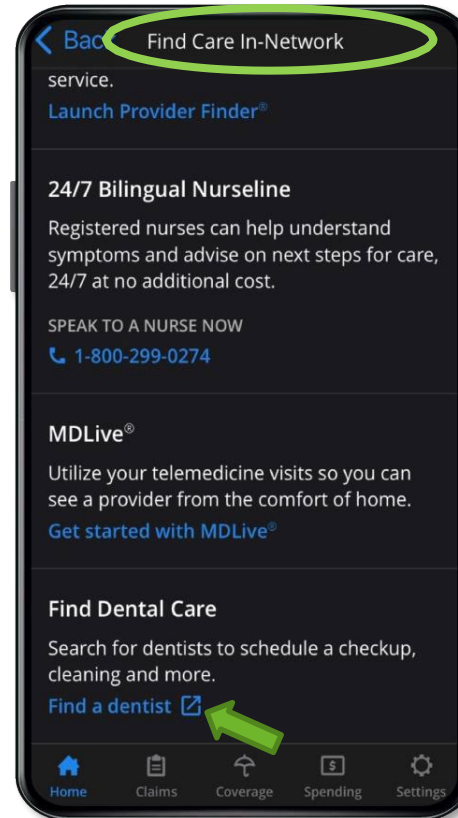 Back Find Care In-Network
service.
Launch Provider Finder®
24/7 Bilingual Nurseline
Registered nurses can help understand
symptoms and advise on next steps for care,
24/7 at no additional cost.
SPEAK TO A NURSE NOW
1-800-299-0274
MDLive®
Utilize your telemedicine visits so you can
see a provider from the comfort of home.
Get started with MDLive®
Find Dental Care
Search for dentists to schedule a checkup,
cleaning and more.
Find a dentist
Home Claims Coverage Spending Settings